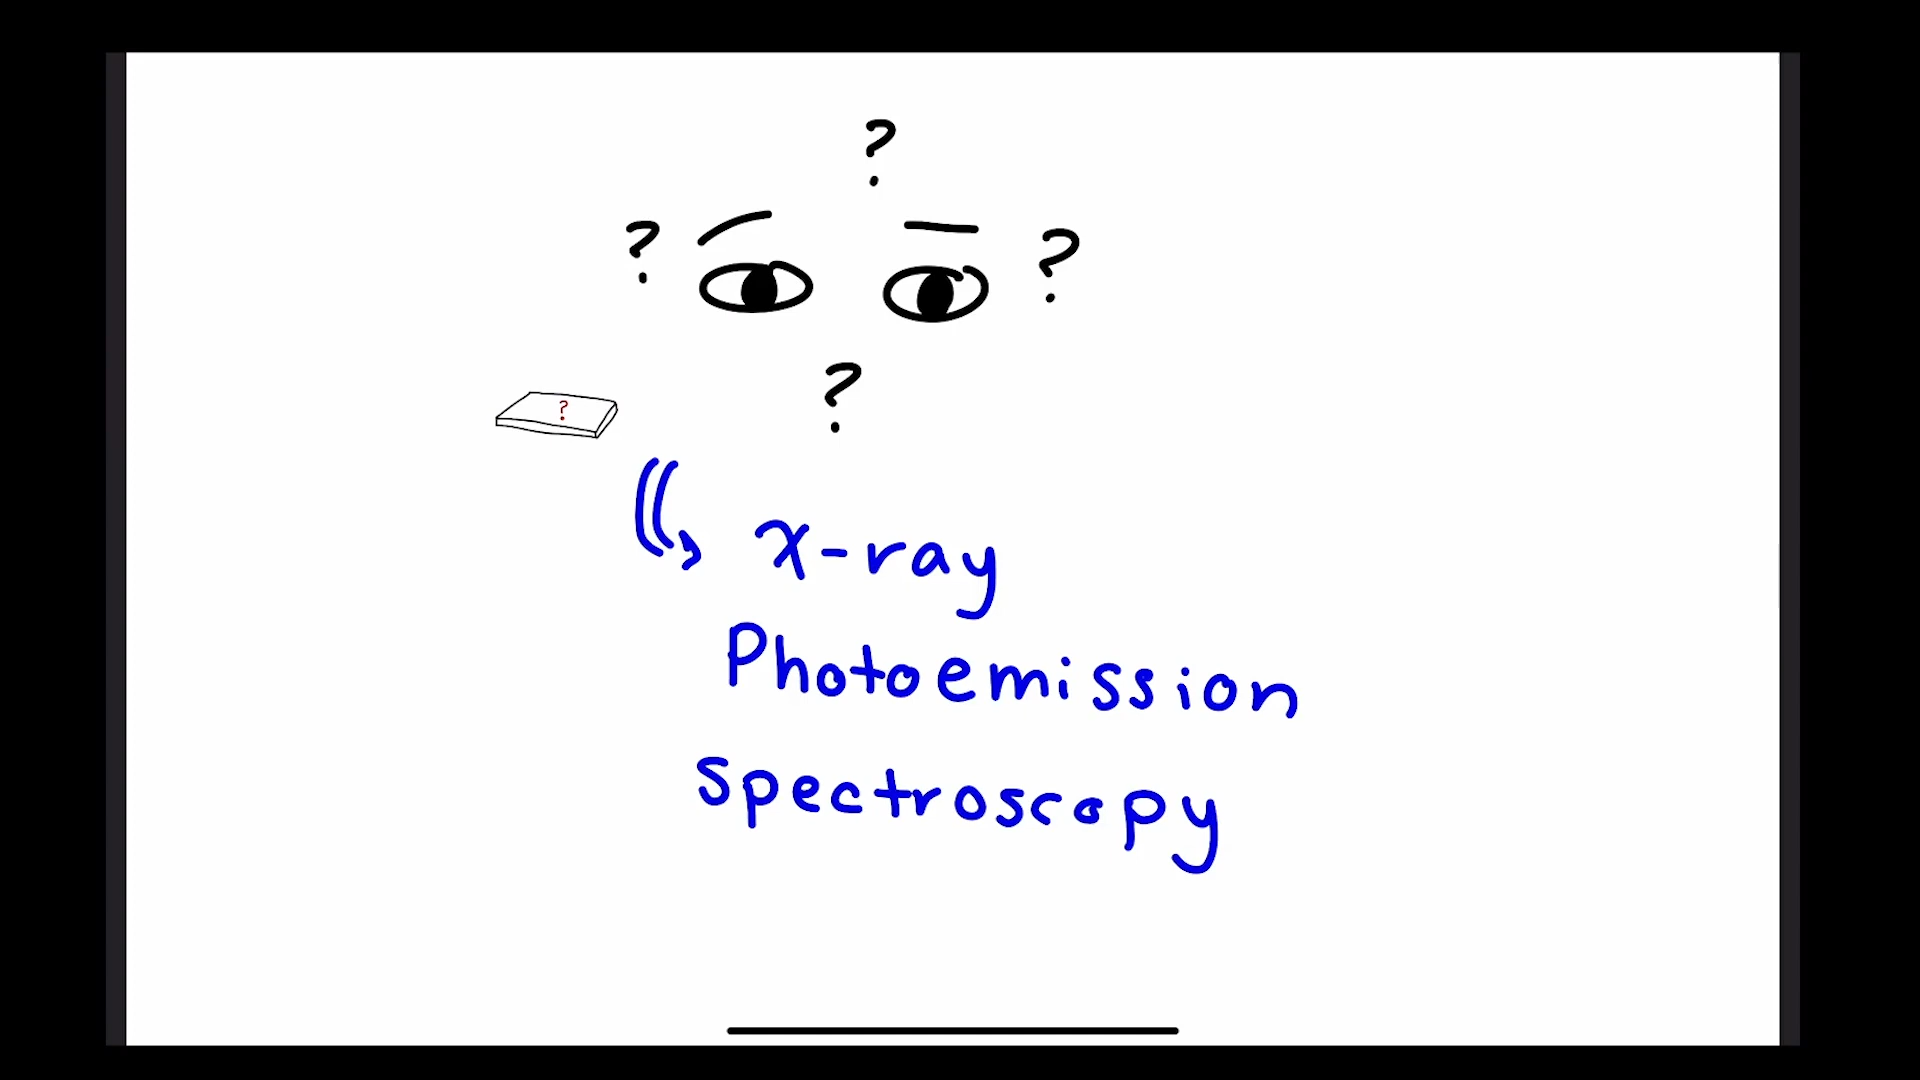 ?
? ?
?
?
x-ray
Photoemission
spectroscopy